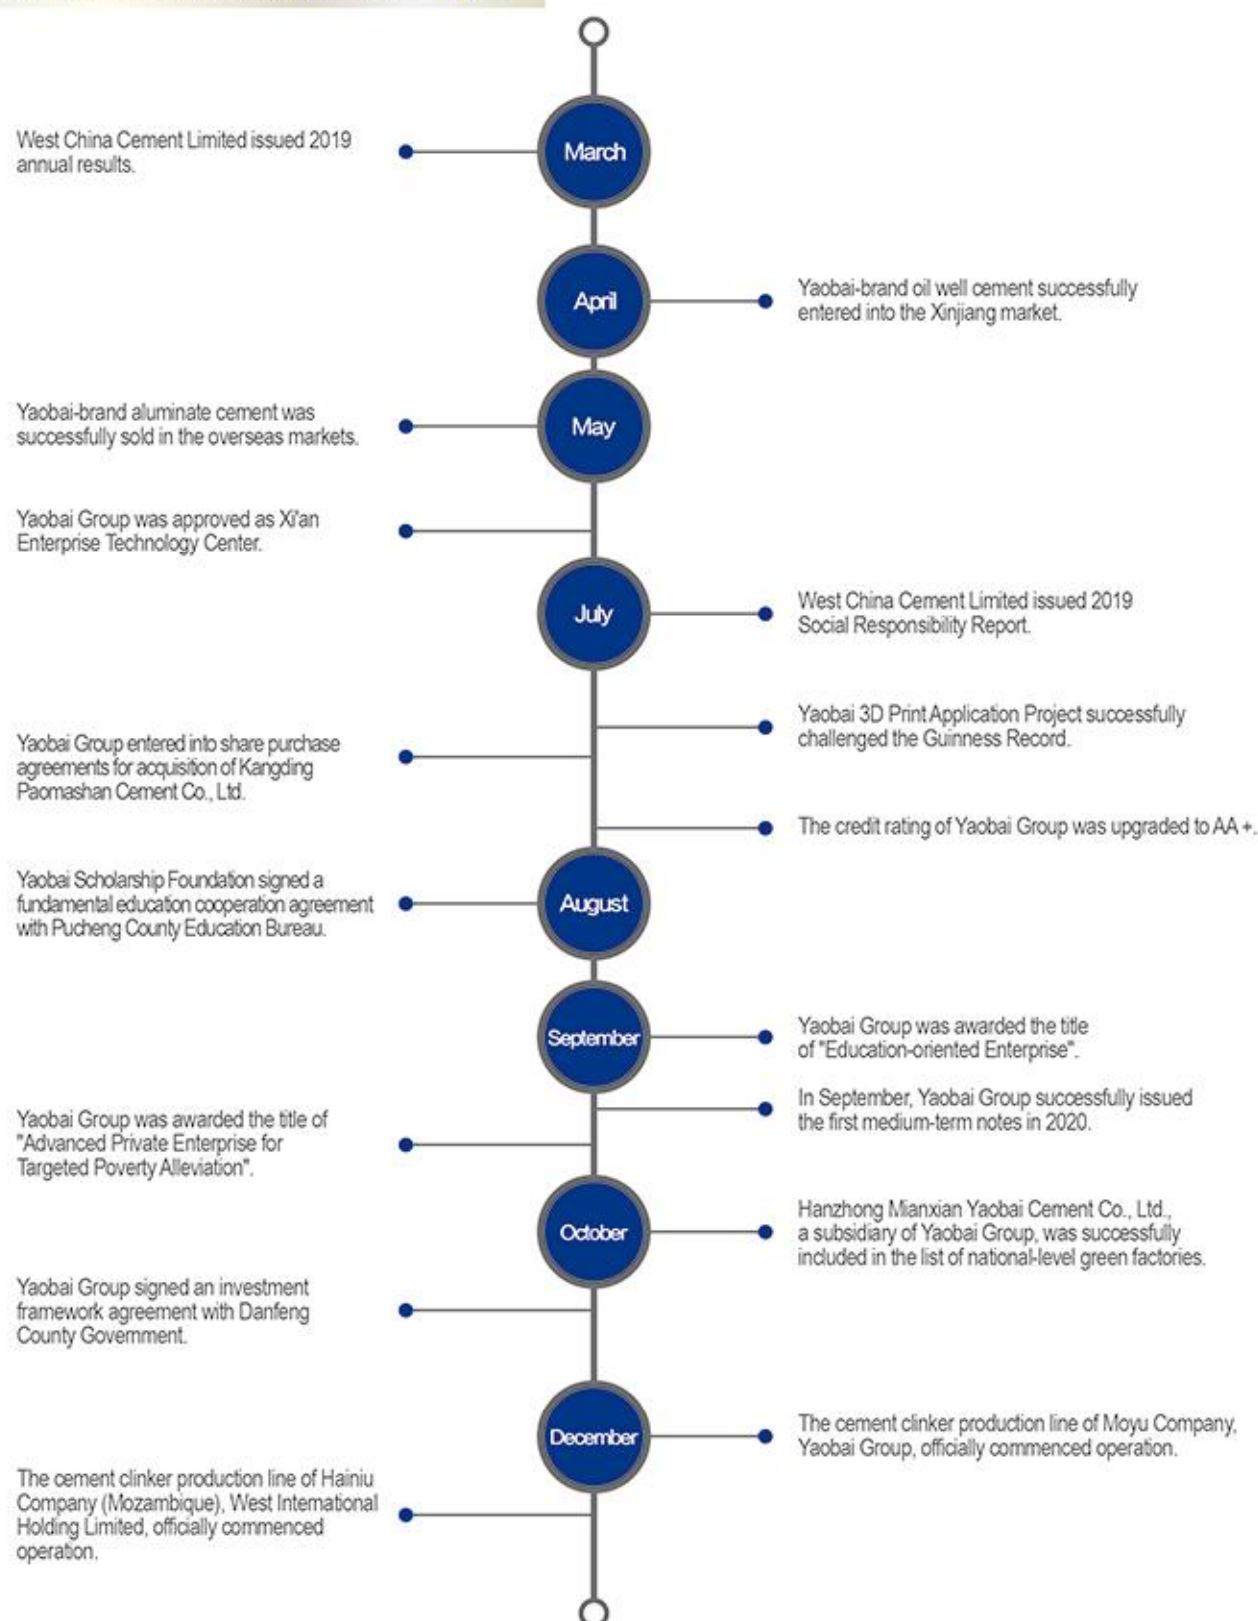 West China Cement Limited issued 2019
annual results.
March
April
Yaobai-brand oil well cement successfully
entered into the Xinjiang market.
Yaobai-brand aluminate cement was
successfully sold in the overseas markets.
May
Yaobai Group was approved as Xi'an
Enterprise Technology Center.
July
West China Cement Limited issued 2019
Social Responsibility Report.
Yaobai 3D Print Application Project successfully
challenged the Guinness Record.
Yaobai Group entered into share purchase
agreements for acquisition of Kangding
Paomashan Cement Co., Ltd.
The credit rating of Yaobai Group was upgraded to AA +.
Yaobai Scholarship Foundation signed a
fundamental education cooperation agreement
with Pucheng County Education Bureau.
August
September
Yaobai Group was awarded the title
of "Education-oriented Enterprise".
In September, Yaobai Group successfully issued
the first medium-term notes in 2020.
Yaobai Group was awarded the title of
"Advanced Private Enterprise for
Targeted Poverty Alleviation".
October
Hanzhong Mianxian Yaobai Cement Co., Ltd.,
a subsidiary of Yaobai Group, was successfully
included in the list of national-level green factories.
Yaobai Group signed an investment
framework agreement with Danfeng
County Government.
December
The cement clinker production line of Moyu Company,
Yaobai Group, officially commenced operation.
The cement clinker production line of Hainiu
Company (Mozambique), West International
Holding Limited, officially commenced
operation.